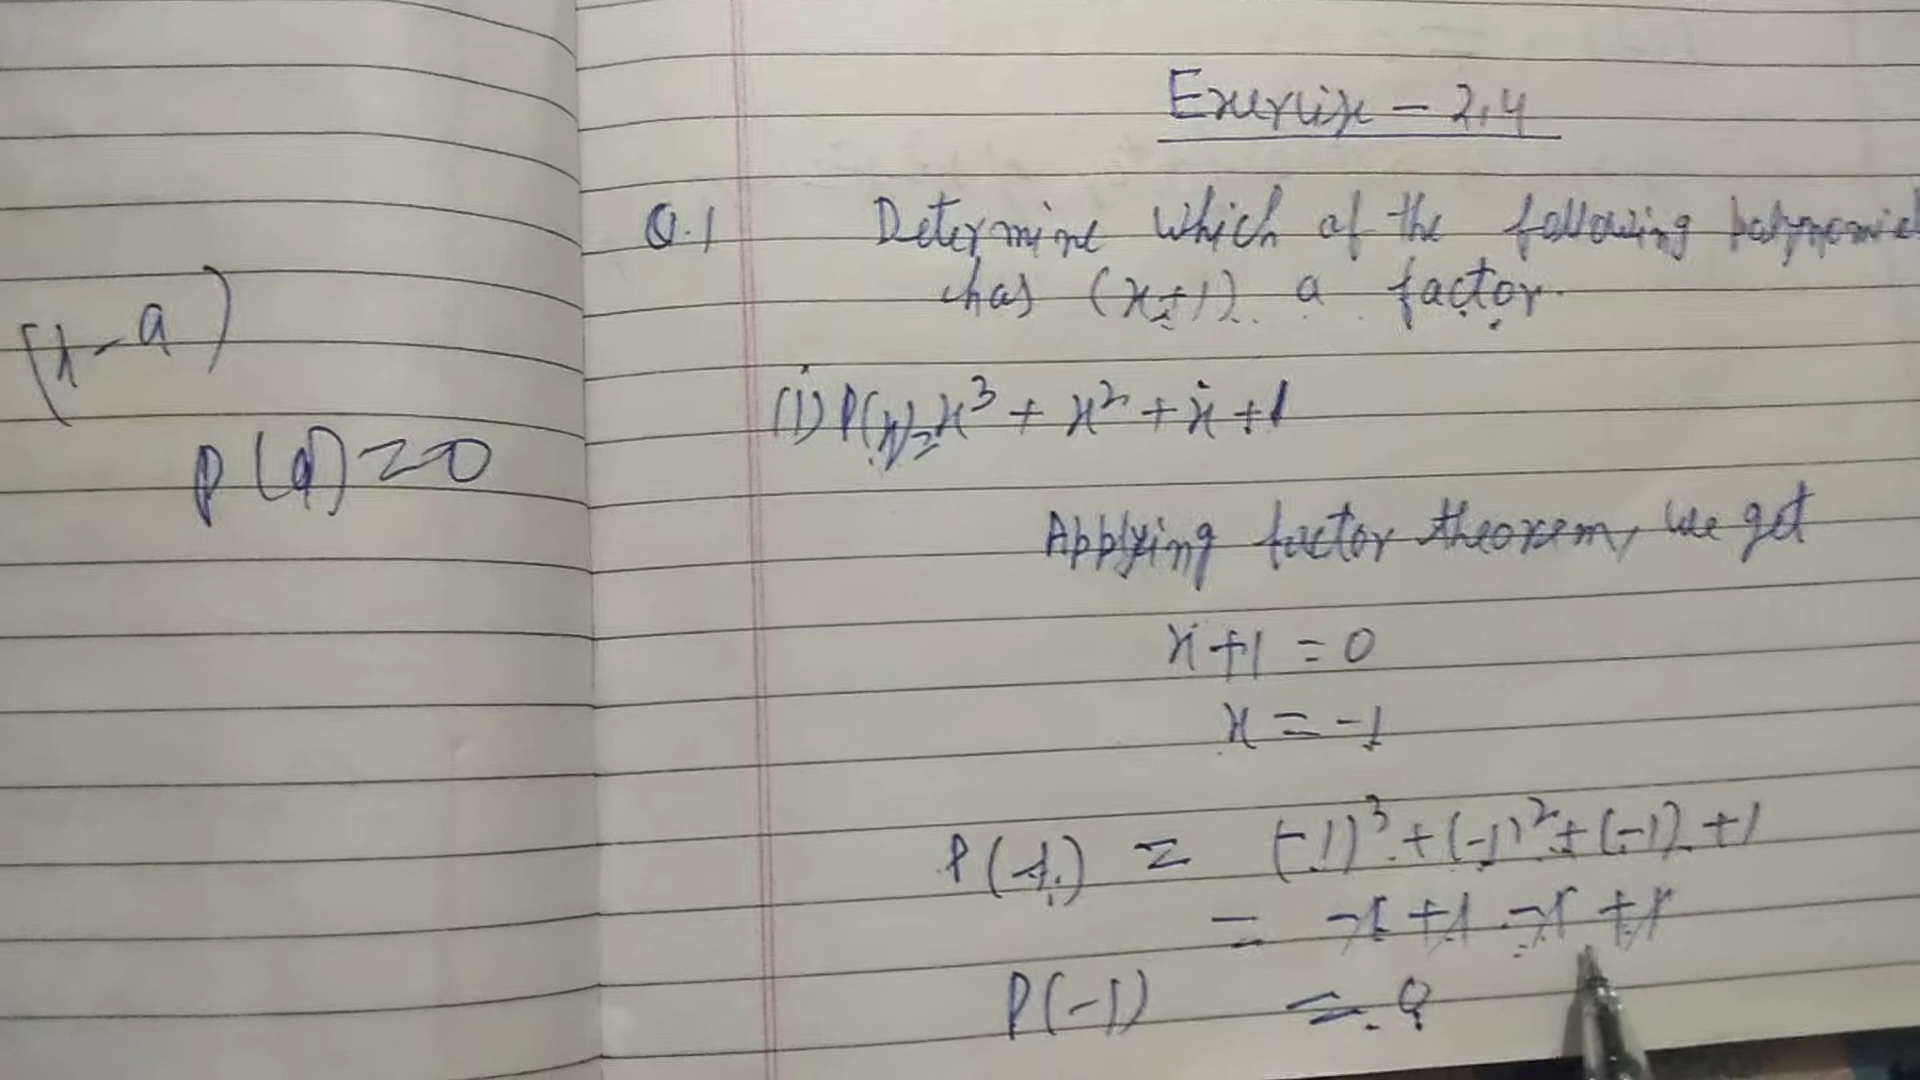 (x-a)
P(a)=0
Exercise - 2.4
Q.1 Determine which of the following polynomial
has (x+1) a factor.
(i) P(x)=x³ + x² + x + 1
Applying factor theorem, we get
x+1 = 0
x = -1
P(-1) = (-1)³ + (-1)² + (-1) + 1
= -1 + 1 - 1 + 1
P(-1) = 0